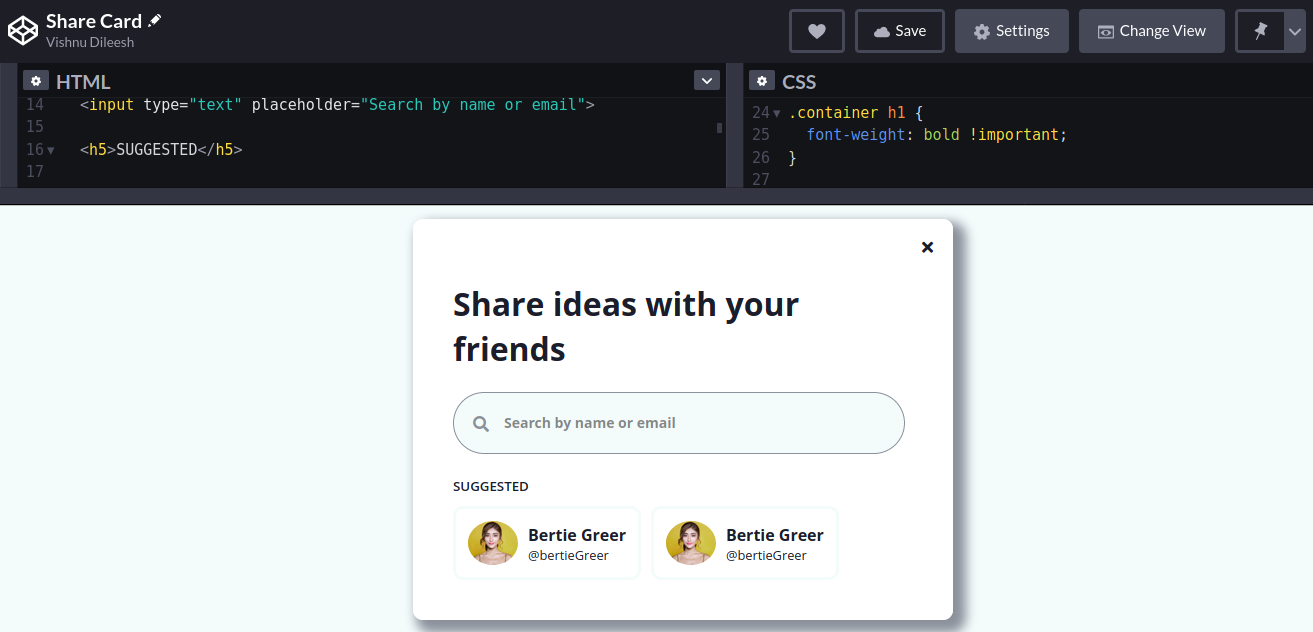 Share Card
Vishnu Dileesh
Save
Settings
Change View
HTML
14 <input type="text" placeholder="Search by name or email">
15
16 <h5>SUGGESTED</h5>
17
CSS
24 .container h1 {
25 font-weight: bold !important;
26 }
27
Share ideas with your
friends
Search by name or email
SUGGESTED
Bertie Greer
@bertieGreer
Bertie Greer
@bertieGreer